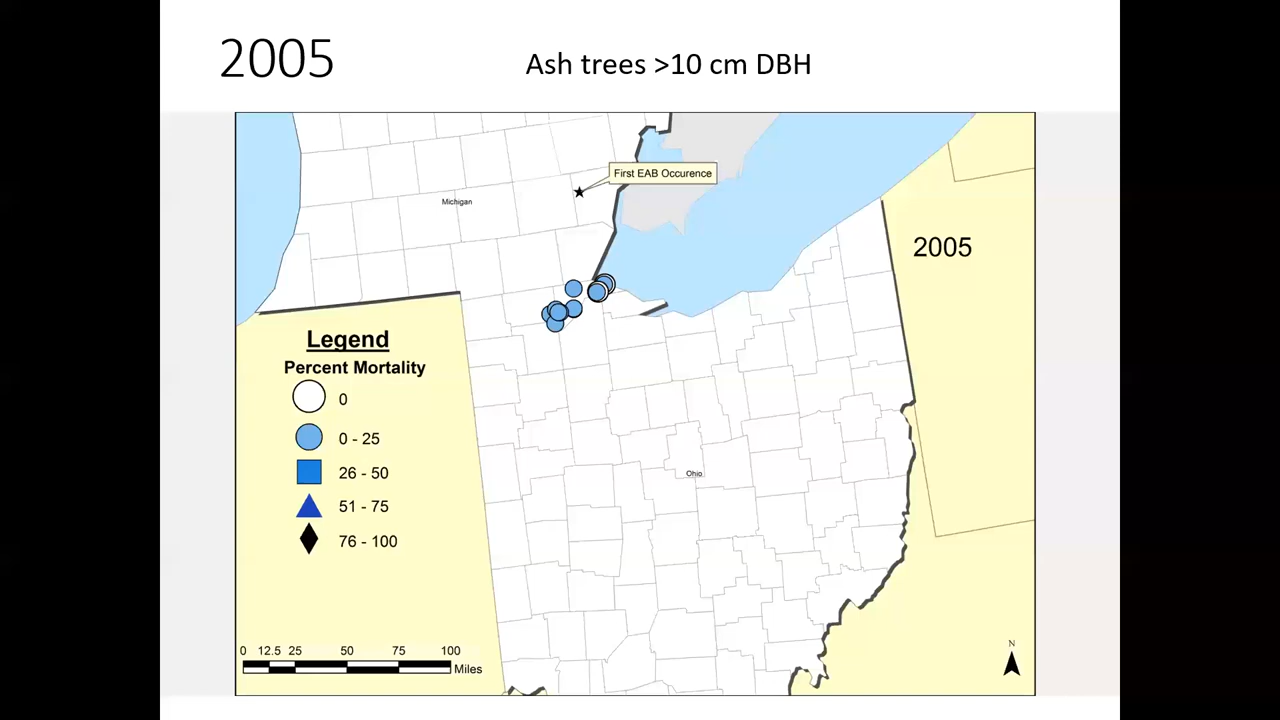 2005
Ash trees >10 cm DBH
First EAB Occurence
Michigan
2005
Legend
Percent Mortality
0
0 - 25
26 - 50
51 - 75
76 - 100
Ohio
0 12.5 25 50 75 100
Miles
N